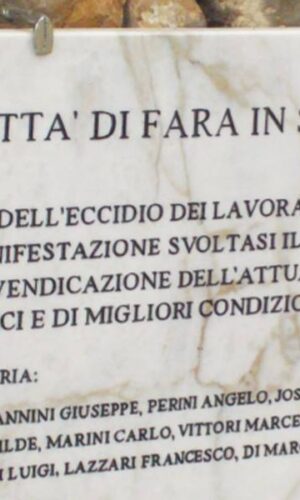 TTA' DI FARA IN S
DELL'ECCIDIO DEI LAVORA
NIFESTAZIONE SVOLTASI IL
VENDICAZIONE DELL'ATTU
CI E DI MIGLIORI CONDIZIO
RIA:
ANNINI GIUSEPPE, PERINI ANGELO, JOS
ILDE, MARINI CARLO, VITTORI MARCE
I LUIGI, LAZZARI FRANCESCO, DI MAR